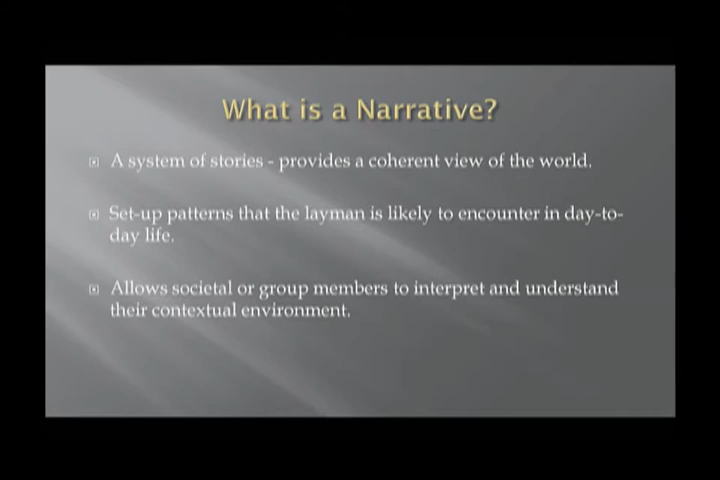 What is a Narrative?
A system of stories - provides a coherent view of the world.
Set-up patterns that the layman is likely to encounter in day-to-
day life.
Allows societal or group members to interpret and understand
their contextual environment.